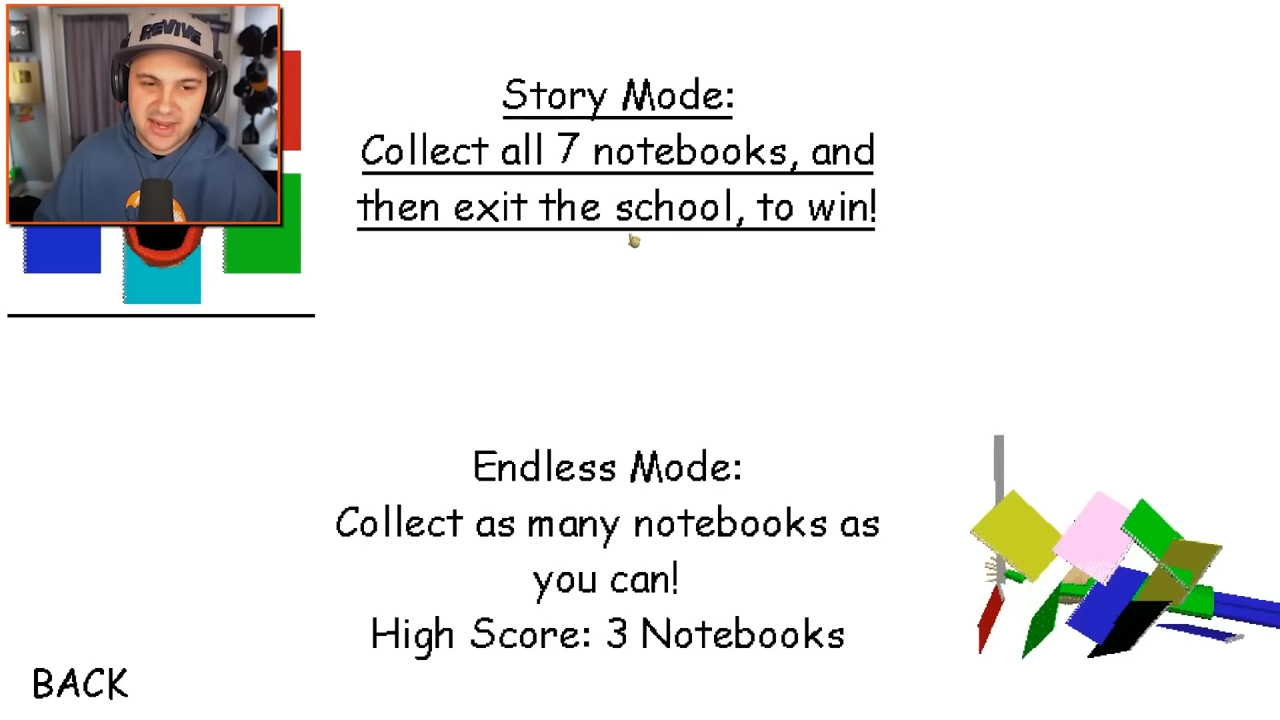 REVIVE
Story Mode:
Collect all 7 notebooks, and
then exit the school, to win!
Endless Mode:
Collect as many notebooks as
you can!
High Score: 3 Notebooks
BACK